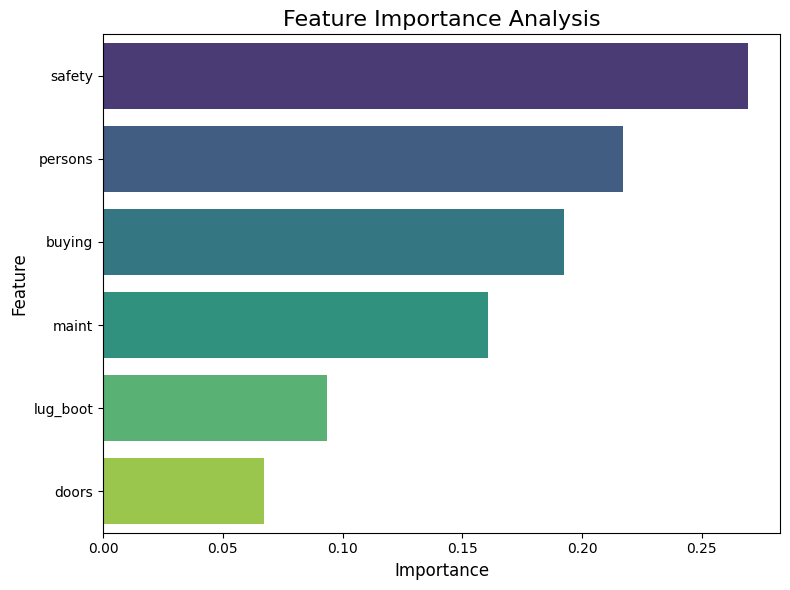 Feature Importance Analysis
safety
persons
buying
maint
lug_boot
doors
Feature
0.00 0.05 0.10 0.15 0.20 0.25
Importance